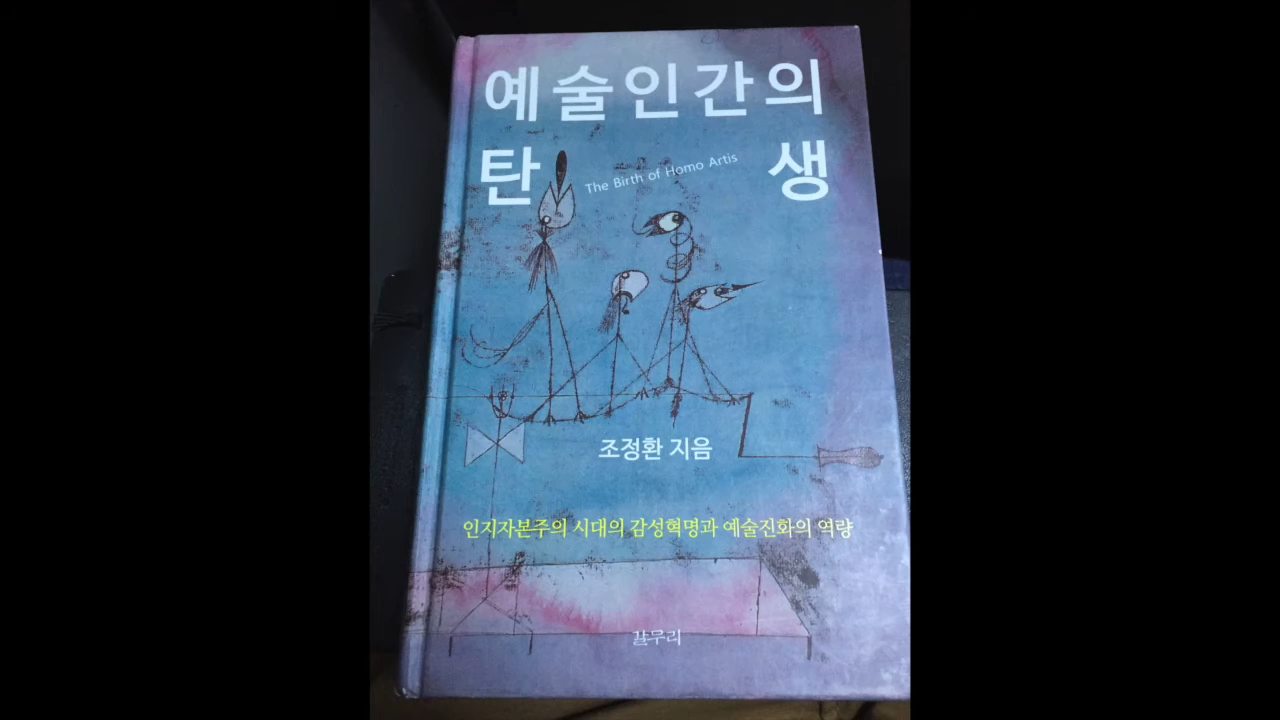 예술인간의
탄생
The Birth of Homo Artis
조정환 지음
인지자본주의 시대의 감성혁명과 예술진화의 역량
갈무리